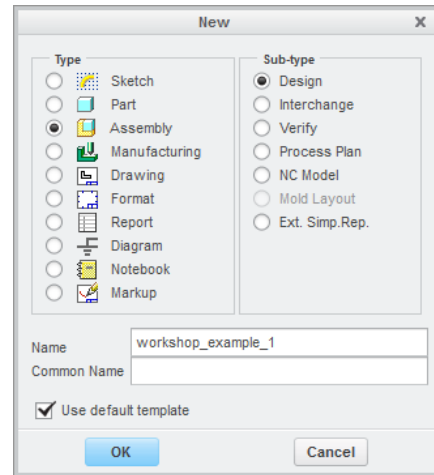 New
Type
Sketch
Part
Assembly
Manufacturing
Drawing
Format
Report
Diagram
Notebook
Markup
Sub-type
Design
Interchange
Verify
Process Plan
NC Model
Mold Layout
Ext. Simp.Rep.
Name workshop_example_1
Common Name
Use default template
OK Cancel